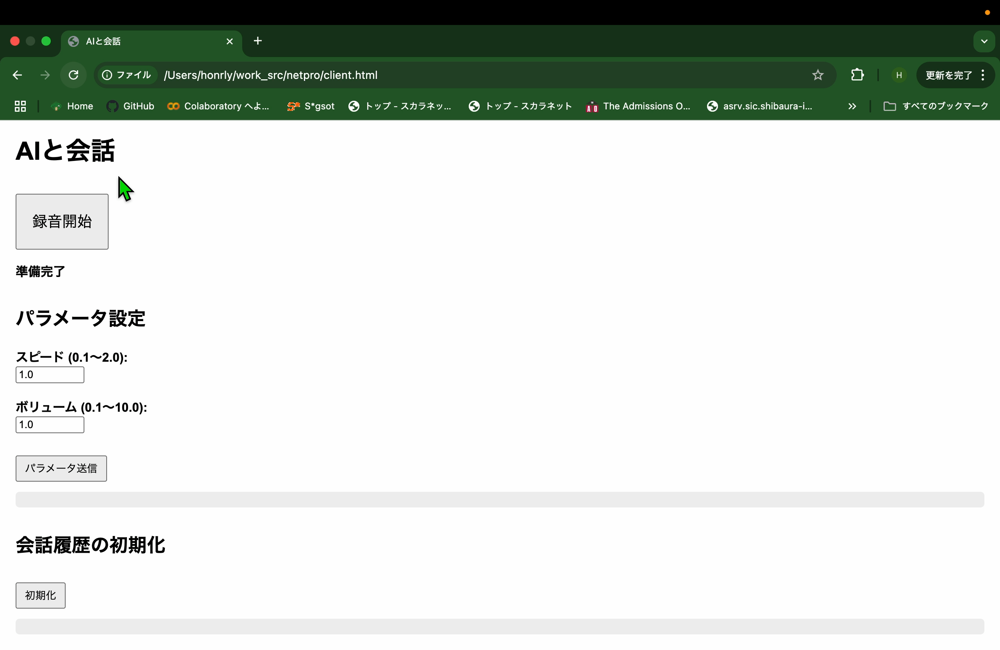 AIと会話
ファイル /Users/honrly/work_src/netpro/client.html H 更新を完了
Home GitHub Colaboratory へよ... S*gsot トップ - スカラネッ... トップ - スカラネット The Admissions O... asrv.sic.shibaura-i... すべてのブックマーク
AIと会話
録音開始
準備完了
パラメータ設定
スピード (0.1〜2.0):
1.0
ボリューム (0.1〜10.0):
1.0
パラメータ送信
会話履歴の初期化
初期化